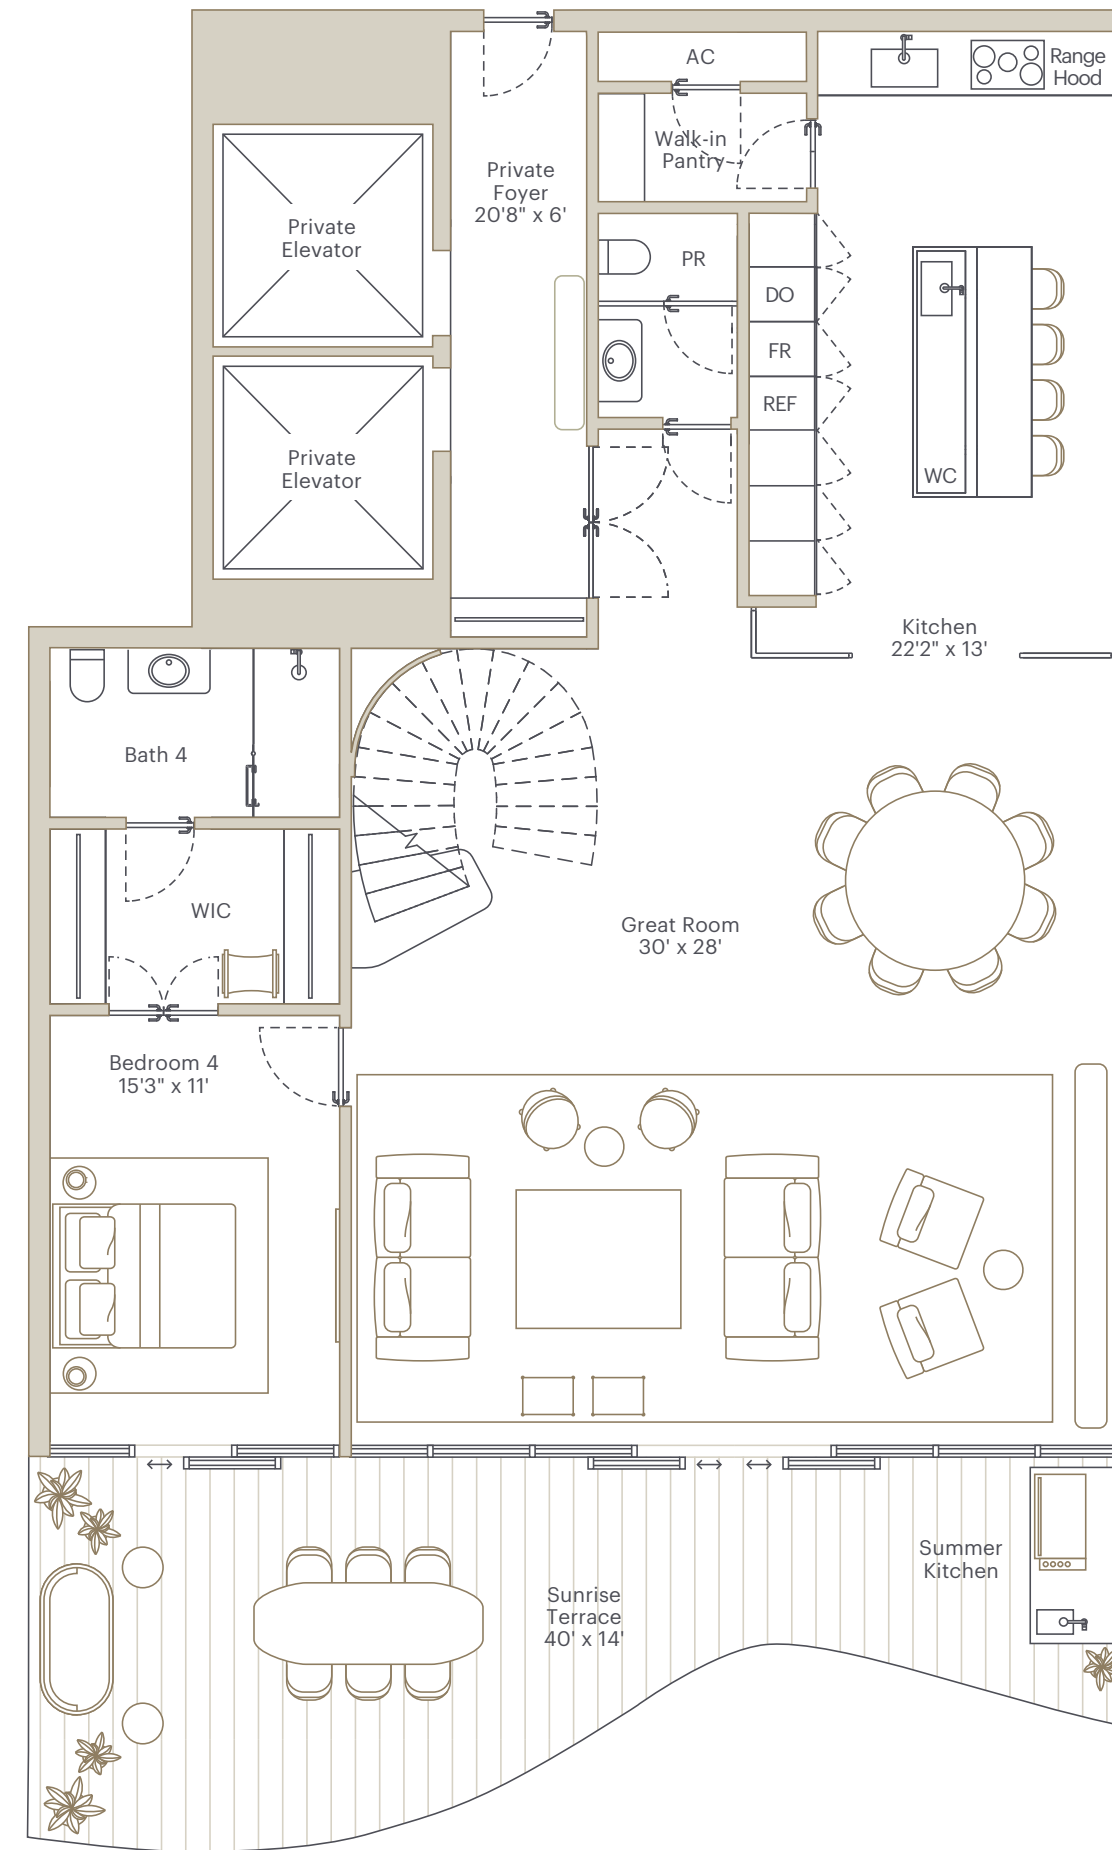 AC
Range
Hood
Walk-in
Pantry
Private
Foyer
20'8" x 6'
Private
Elevator
PR
DO
FR
REF
Private
Elevator
WC
Kitchen
22'2" x 13'
Bath 4
WIC
Great Room
30' x 28'
Bedroom 4
15'3" x 11'
Summer
Kitchen
Sunrise
Terrace
40' x 14'